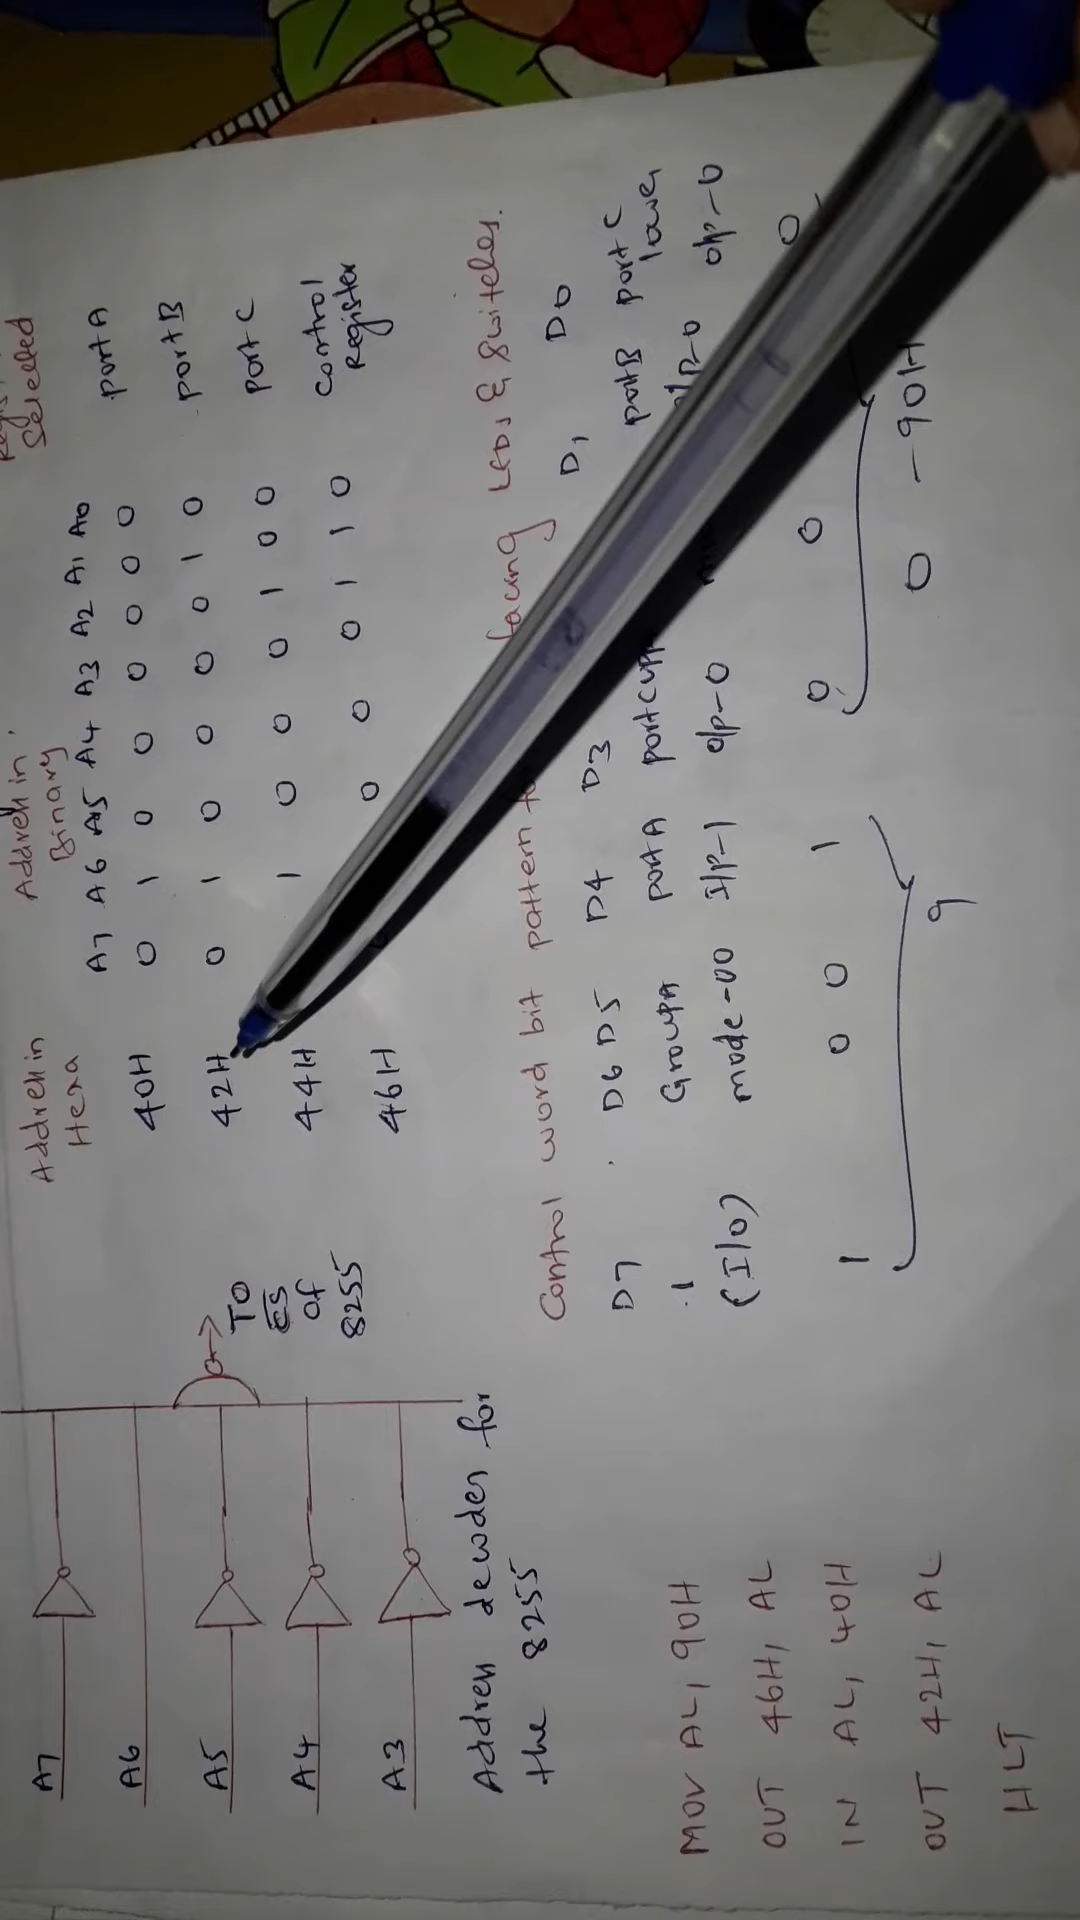 A7
A6
A5
A4
A3
TO
CS
of
8255
Address decoder for
the 8255
Address in
Hexa
Address in
Binary
Selected
A7 A6 A5 A4 A3 A2 A1 A0
40H 0 1 0 0 0 0 0 0 port A
42H 0 1 0 0 0 0 1 0 port B
44H 1 0 0 0 1 0 0 port C
46H 0 0 0 1 1 0 Control
Register
Control word bit pattern facing LEDs & Switches.
D7 D6 D5 D4 D3 D1 D0
1 Group A port A port C port B port C
lower
(I/O) mode-00 I/P-1 O/P-0 O/P-0 O/P-0
1 0 0 1 0 0 0
9 0 -90H
MOV AL, 90H
OUT 46H, AL
IN AL, 40H
OUT 42H, AL
HLT